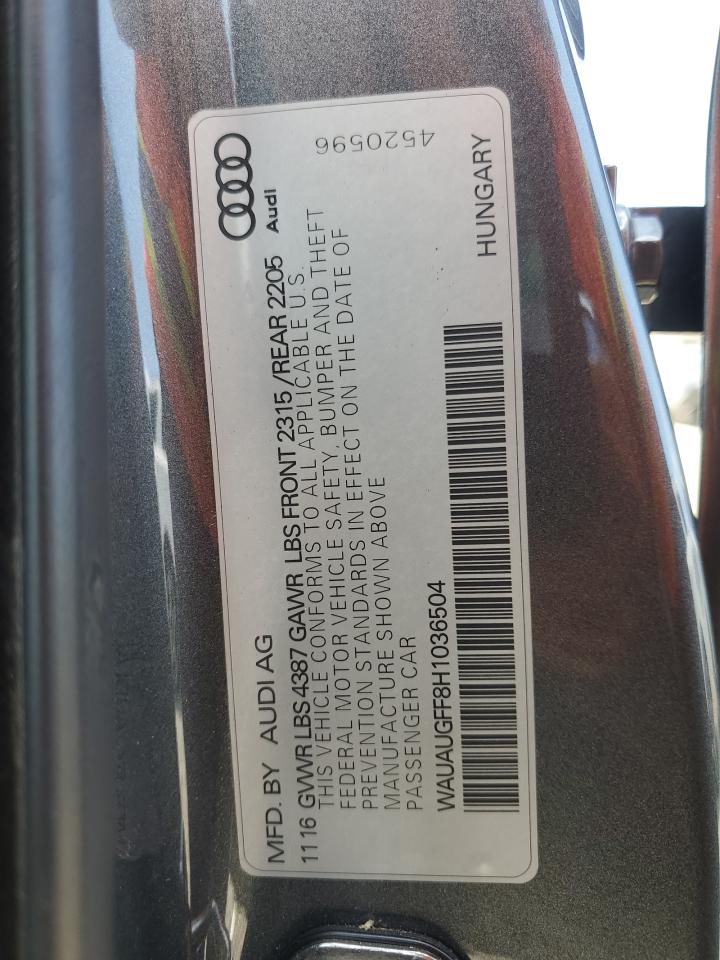 MFD. BY AUDI AG
11 16 GVWR LBS 4387 GAWR LBS FRONT 2315 / REAR 2205
THIS VEHICLE CONFORMS TO ALL APPLICABLE U.S.
FEDERAL MOTOR VEHICLE SAFETY, BUMPER AND THEFT
PREVENTION STANDARDS IN EFFECT ON THE DATE OF
MANUFACTURE SHOWN ABOVE
PASSENGER CAR
WAUAUGFF8H1036504
Audi
4520596
HUNGARY